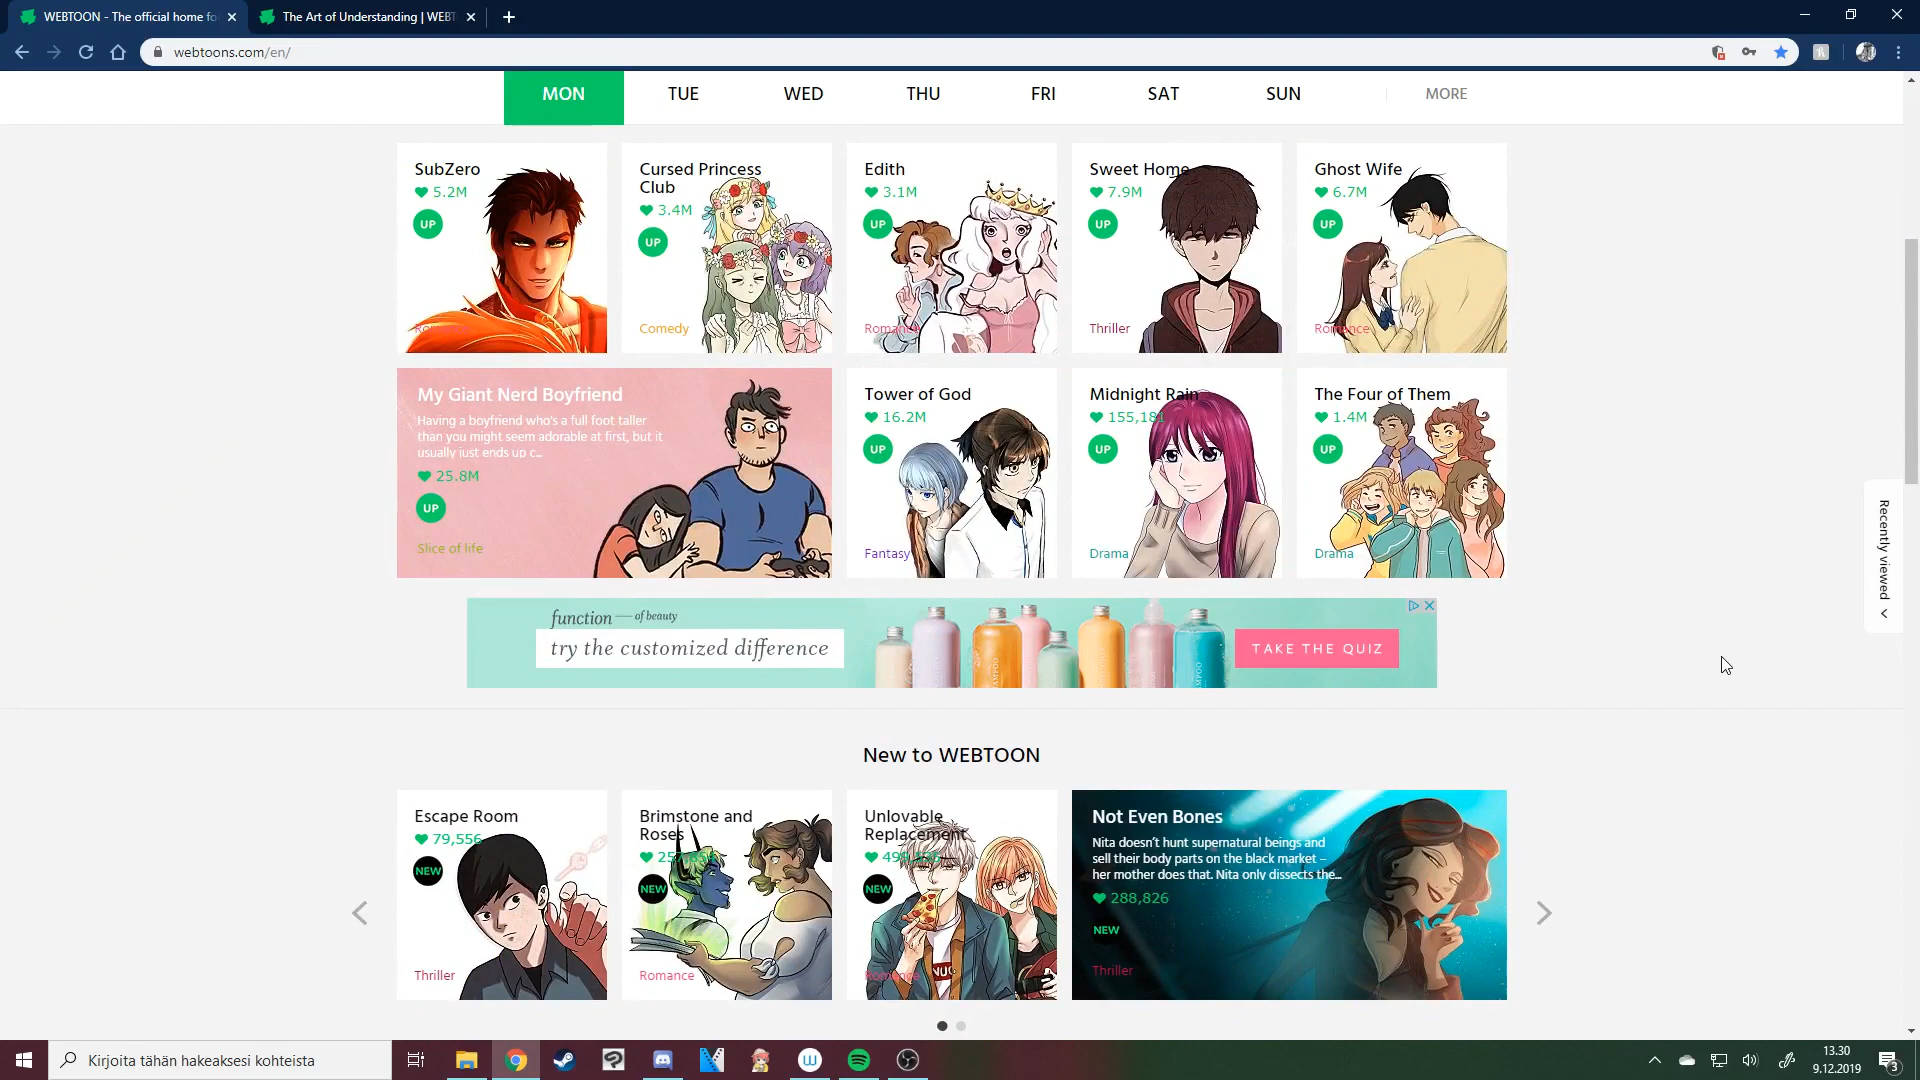 WEBTOON - The official home fo
The Art of Understanding | WEBT
webtoons.com/en/
MON
TUE
WED
THU
FRI
SAT
SUN
MORE
SubZero
5.2M
UP
Romance
Cursed Princess
Club
3.4M
UP
Comedy
Edith
3.1M
UP
Romance
Sweet Home
7.9M
UP
Thriller
Ghost Wife
6.7M
UP
Romance
My Giant Nerd Boyfriend
Having a boyfriend who's a full foot taller
than you might seem adorable at first, but it
usually just ends up c...
25.8M
UP
Slice of life
Tower of God
16.2M
UP
Fantasy
Midnight Rain
155,181
UP
Drama
The Four of Them
1.4M
UP
Drama
Recently viewed
function — of beauty
try the customized difference
TAKE THE QUIZ
New to WEBTOON
Escape Room
79,556
NEW
Thriller
Brimstone and
Roses
NEW
Romance
Unlovable
Replacement
NEW
Romance
Not Even Bones
Nita doesn't hunt supernatural beings and
sell their body parts on the black market –
her mother does that. Nita only dissects the...
288,826
NEW
Thriller
Kirjoita tähän hakeaksesi kohteista
13.30
9.12.2019
3